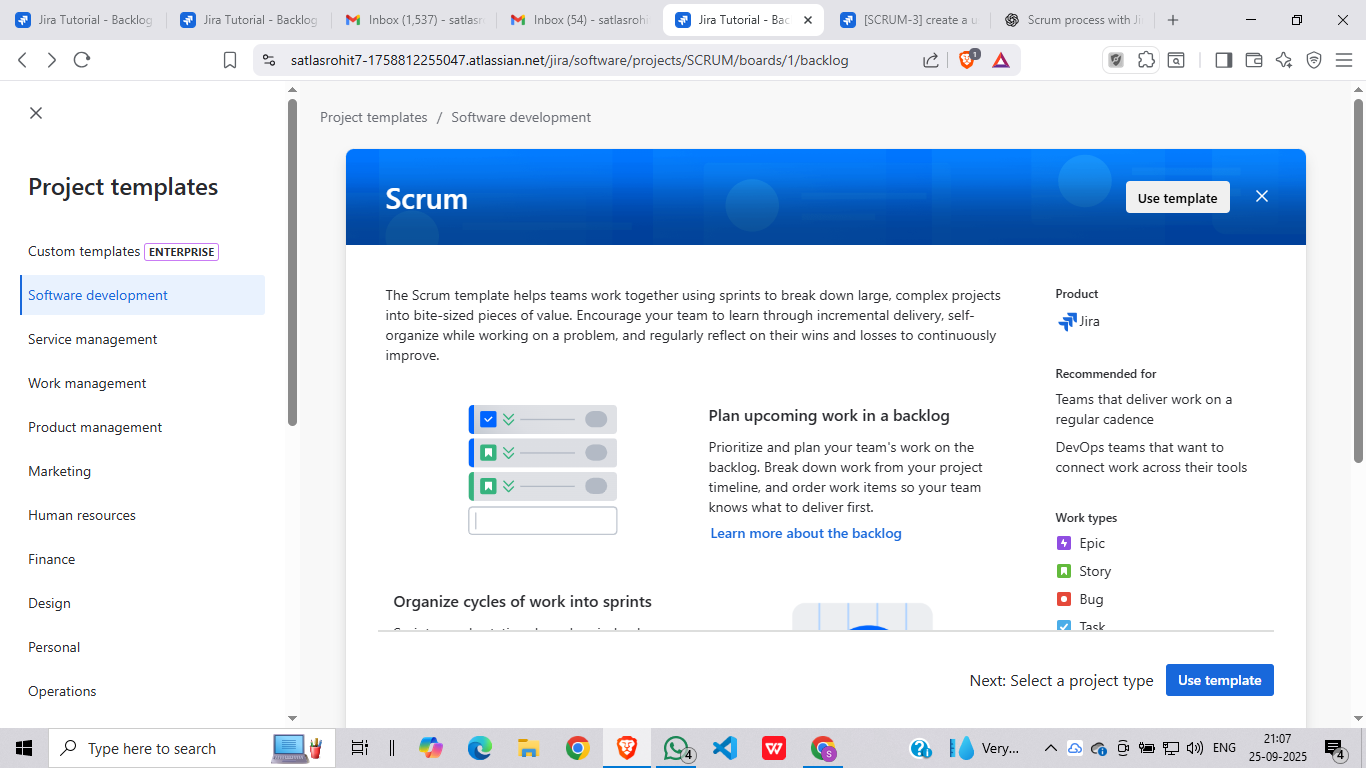 Jira Tutorial - Backlog
Jira Tutorial - Backlog
Inbox (1,537) - satlasro
Inbox (54) - satlasrohi
Jira Tutorial - Bac
[SCRUM-3] create a u
Scrum process with Ji
satlasrohit7-1758812255047.atlassian.net/jira/software/projects/SCRUM/boards/1/backlog
1
Project templates
Custom templates ENTERPRISE
Software development
Service management
Work management
Product management
Marketing
Human resources
Finance
Design
Personal
Operations
Project templates / Software development
Scrum
Use template
The Scrum template helps teams work together using sprints to break down large, complex projects
into bite-sized pieces of value. Encourage your team to learn through incremental delivery, self-
organize while working on a problem, and regularly reflect on their wins and losses to continuously
improve.
Plan upcoming work in a backlog
Prioritize and plan your team's work on the
backlog. Break down work from your project
timeline, and order work items so your team
knows what to deliver first.
Learn more about the backlog
Organize cycles of work into sprints
Product
Jira
Recommended for
Teams that deliver work on a
regular cadence
DevOps teams that want to
connect work across their tools
Work types
Epic
Story
Bug
Task
Next: Select a project type
Use template
Type here to search
4
W
S
Very...
ENG
21:07
25-09-2025
4